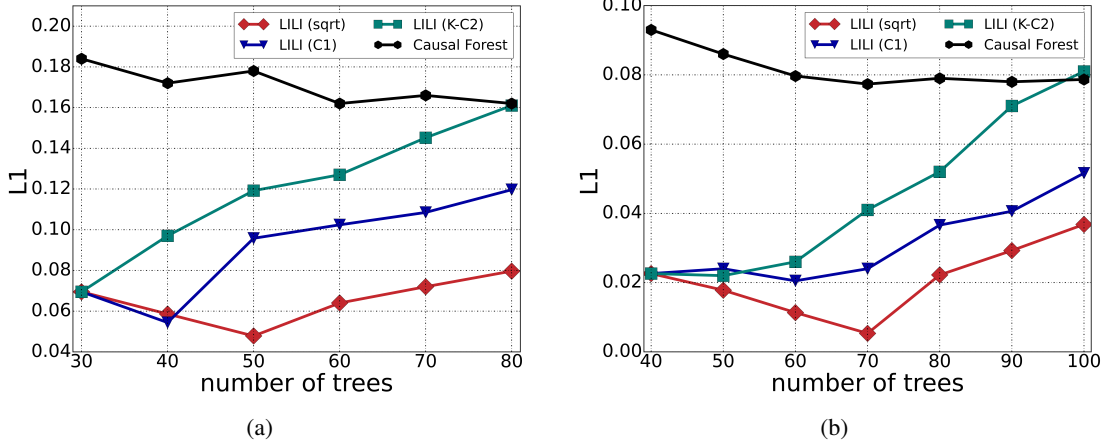 0.20
0.18
0.16
0.14
0.12
0.10
0.08
0.06
0.04
L1
30 40 50 60 70 80
number of trees
LILI (sqrt) LILI (K-C2)
LILI (C1) Causal Forest
(a)
0.10
0.08
0.06
0.04
0.02
0.00
L1
40 50 60 70 80 90 100
number of trees
LILI (sqrt) LILI (K-C2)
LILI (C1) Causal Forest
(b)